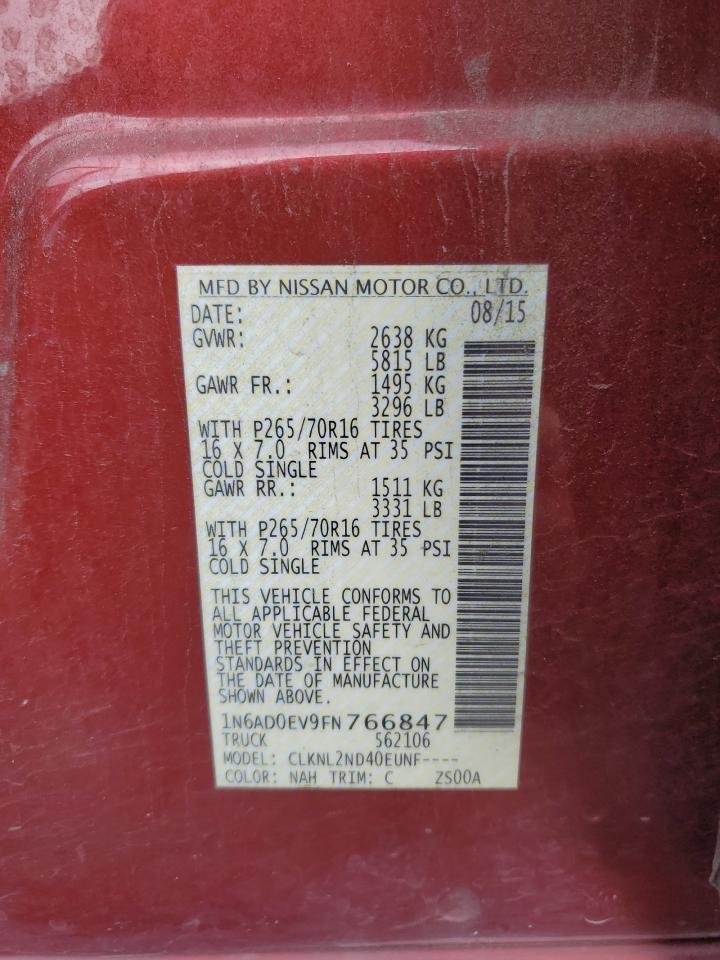 MFD BY NISSAN MOTOR CO., LTD.
DATE: 08/15
GVWR: 2638 KG
5815 LB
GAWR FR.: 1495 KG
3296 LB
WITH P265/70R16 TIRES
16 X 7.0 RIMS AT 35 PSI
COLD SINGLE
GAWR RR.: 1511 KG
3331 LB
WITH P265/70R16 TIRES
16 X 7.0 RIMS AT 35 PSI
COLD SINGLE
THIS VEHICLE CONFORMS TO
ALL APPLICABLE FEDERAL
MOTOR VEHICLE SAFETY AND
THEFT PREVENTION
STANDARDS IN EFFECT ON
THE DATE OF MANUFACTURE
SHOWN ABOVE.
1N6AD0EV9FN766847
TRUCK 562106
MODEL: CLKNL2ND40EUNF----
COLOR: NAH TRIM: C ZS00A